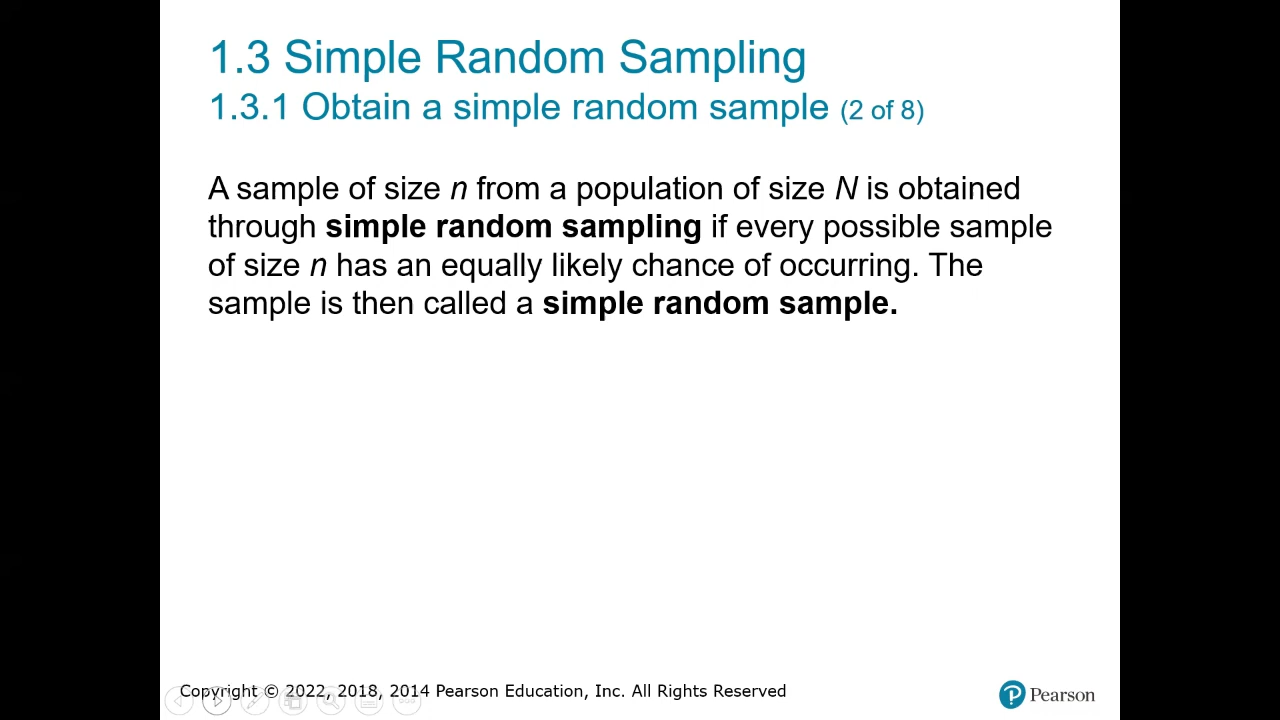 1.3 Simple Random Sampling
1.3.1 Obtain a simple random sample (2 of 8)
A sample of size n from a population of size N is obtained
through simple random sampling if every possible sample
of size n has an equally likely chance of occurring. The
sample is then called a simple random sample.
Copyright © 2022, 2018, 2014 Pearson Education, Inc. All Rights Reserved
P Pearson